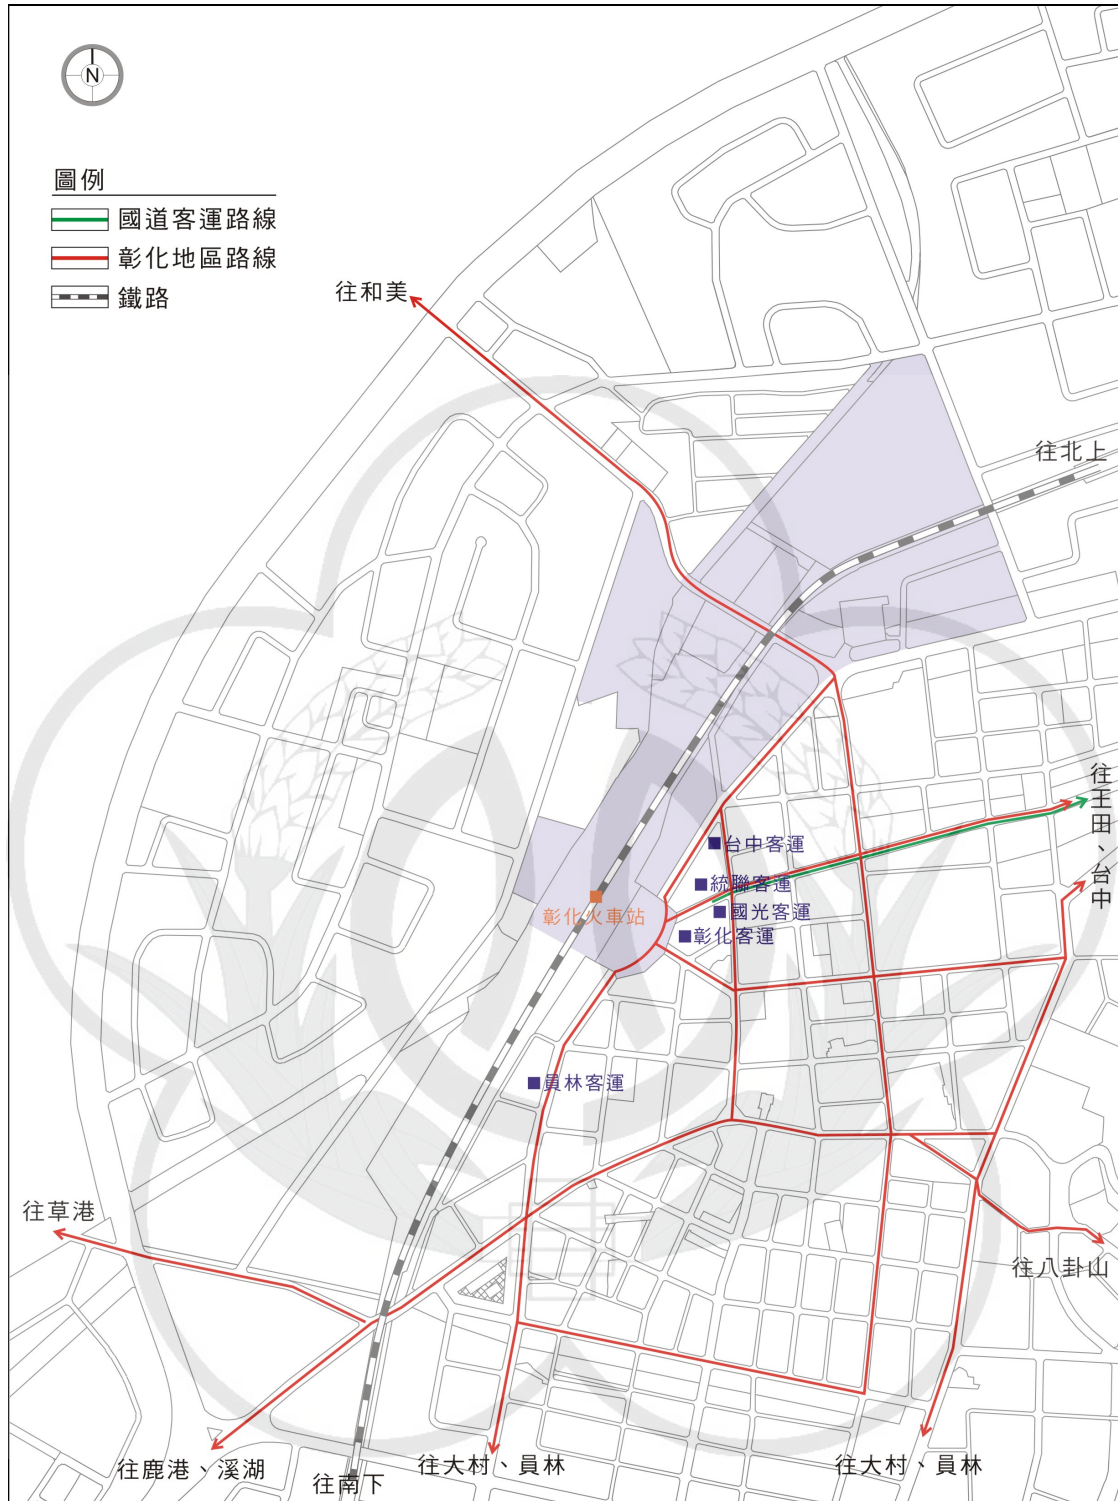 N
圖例
國道客運路線
彰化地區路線
鐵路
往和美
往北上
往王田、台中
台中客運
統聯客運
國光客運
彰化火車站
彰化客運
員林客運
往草港
往八卦山
往鹿港、溪湖
往南下
往大村、員林
往大村、員林